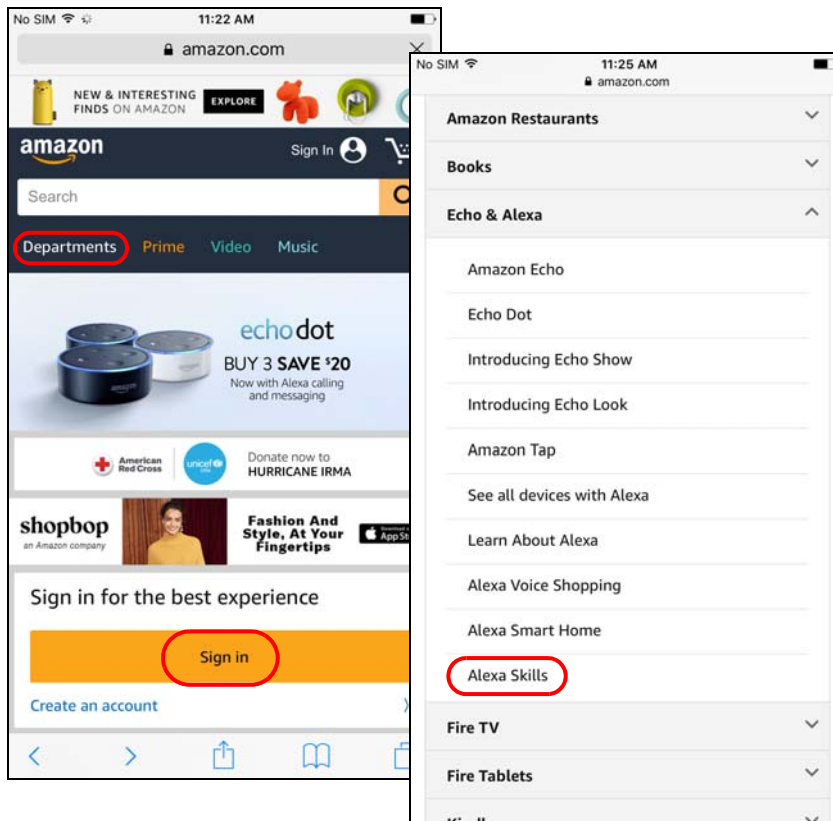 No SIM
11:22 AM
amazon.com
NEW & INTERESTING
FINDS ON AMAZON
EXPLORE
amazon
Sign In
Search
Departments Prime Video Music
echo dot
BUY 3 SAVE $20
Now with Alexa calling
and messaging
amazon
American
Red Cross
unicef
Donate now to
HURRICANE IRMA
shopbop
an Amazon company
Fashion And
Style, At Your
Fingertips
Sign in for the best experience
Sign in
Create an account
No SIM
11:25 AM
amazon.com
Amazon Restaurants
Books
Echo & Alexa
Amazon Echo
Echo Dot
Introducing Echo Show
Introducing Echo Look
Amazon Tap
See all devices with Alexa
Learn About Alexa
Alexa Voice Shopping
Alexa Smart Home
Alexa Skills
Fire TV
Fire Tablets